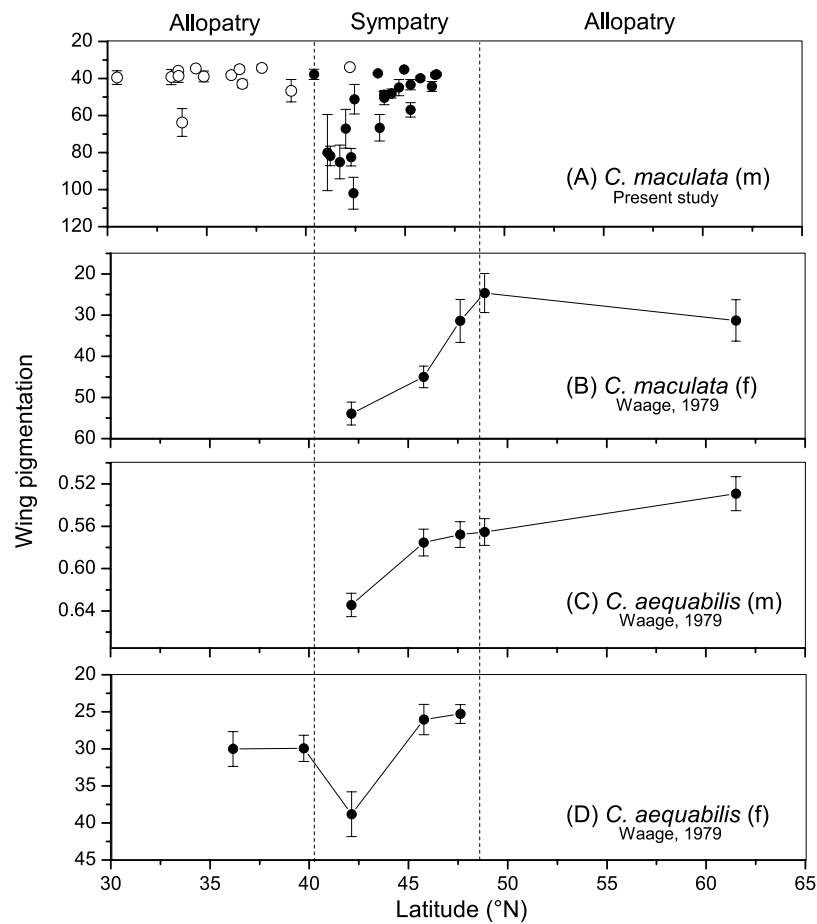 Allopatry Sympatry Allopatry
20
40
60
80
100
120
(A) C. maculata (m)
Present study
20
30
40
50
60
(B) C. maculata (f)
Waage, 1979
0.52
0.56
0.60
0.64
(C) C. aequabilis (m)
Waage, 1979
20
25
30
35
40
45
(D) C. aequabilis (f)
Waage, 1979
30 35 40 45 50 55 60 65
Latitude (°N)
Wing pigmentation